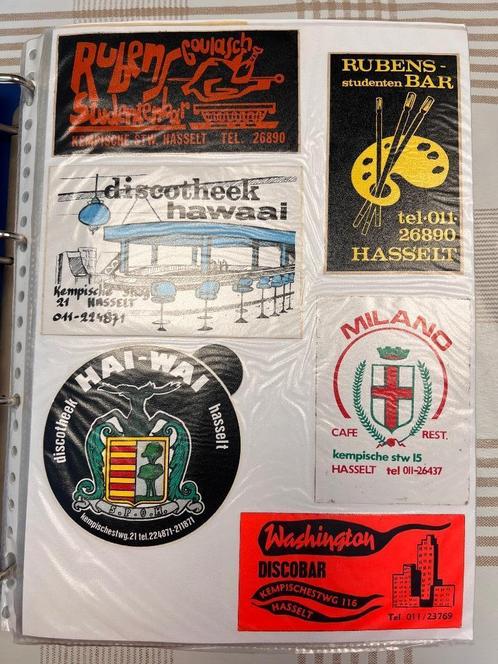 Rubens Goulasch
Studentenbar
KEMPISCHE STW. HASSELT TEL. 26890
RUBENS-
studenten BAR
tel. 011
26890
HASSELT
discotheek
hawaai
Kempische Stwg
21 HASSELT
011-224871
MILANO
CAFE REST.
kempische stw 15
HASSELT tel 011-26437
HAI-WAI
discotheek hasselt
kempischestwg.21 tel.224871-211871
Washington
DISCOBAR
KEMPISCHESTWG 116
HASSELT
Tel. 011/23769